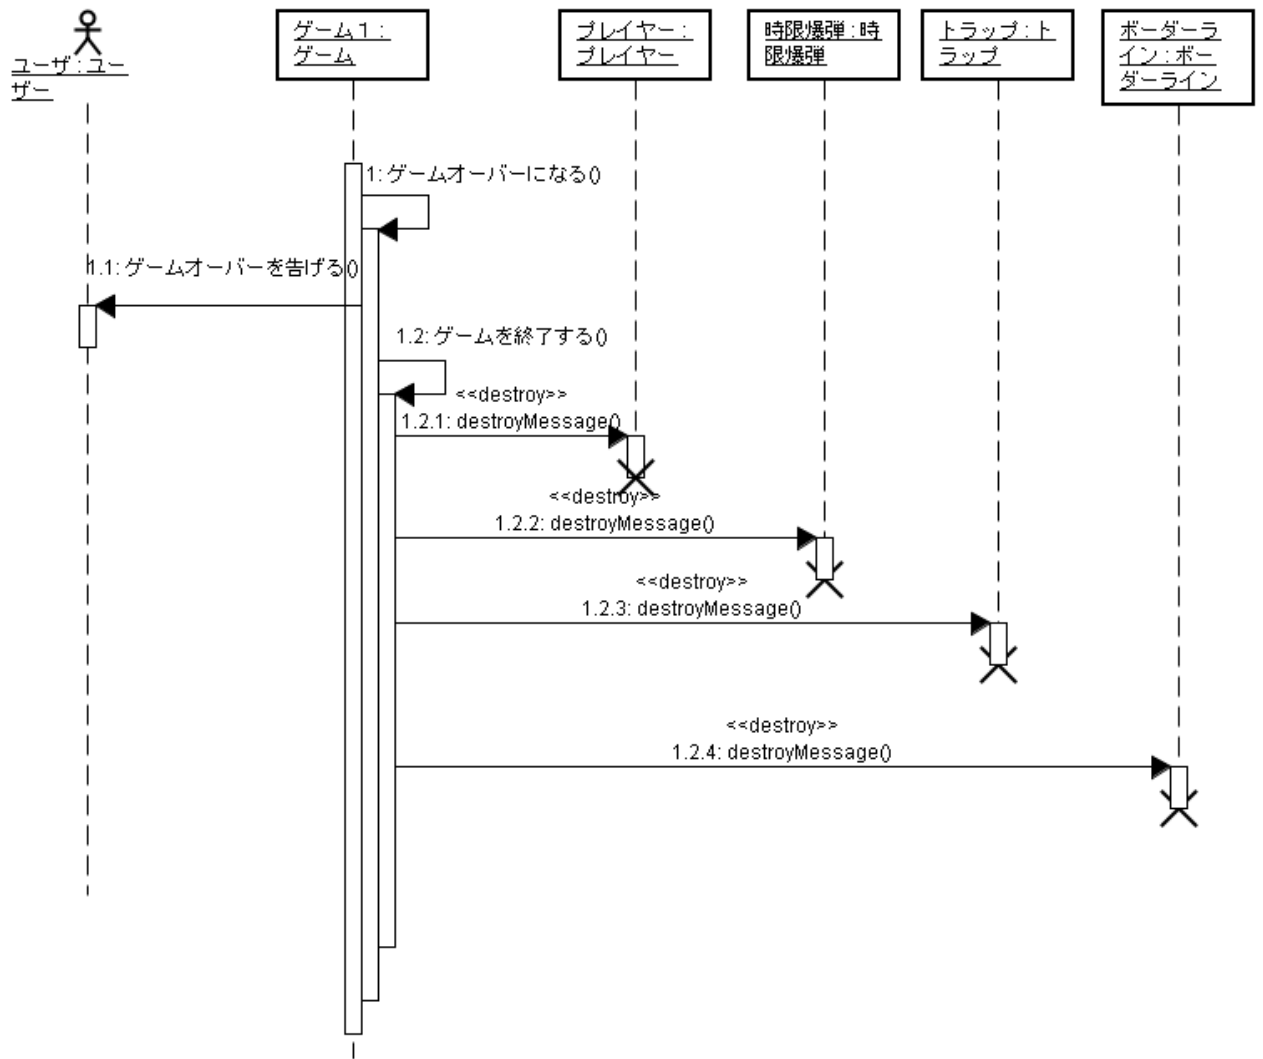 ユーザ : ユー
ザー
ゲーム1 :
ゲーム
プレイヤー :
プレイヤー
時限爆弾 : 時
限爆弾
トラップ : ト
ラップ
ボーダーラ
イン : ボー
ダーライン
1: ゲームオーバーになる()
1.1: ゲームオーバーを告げる()
1.2: ゲームを終了する()
<<destroy>>
1.2.1: destroyMessage()
<<destroy>>
1.2.2: destroyMessage()
<<destroy>>
1.2.3: destroyMessage()
<<destroy>>
1.2.4: destroyMessage()